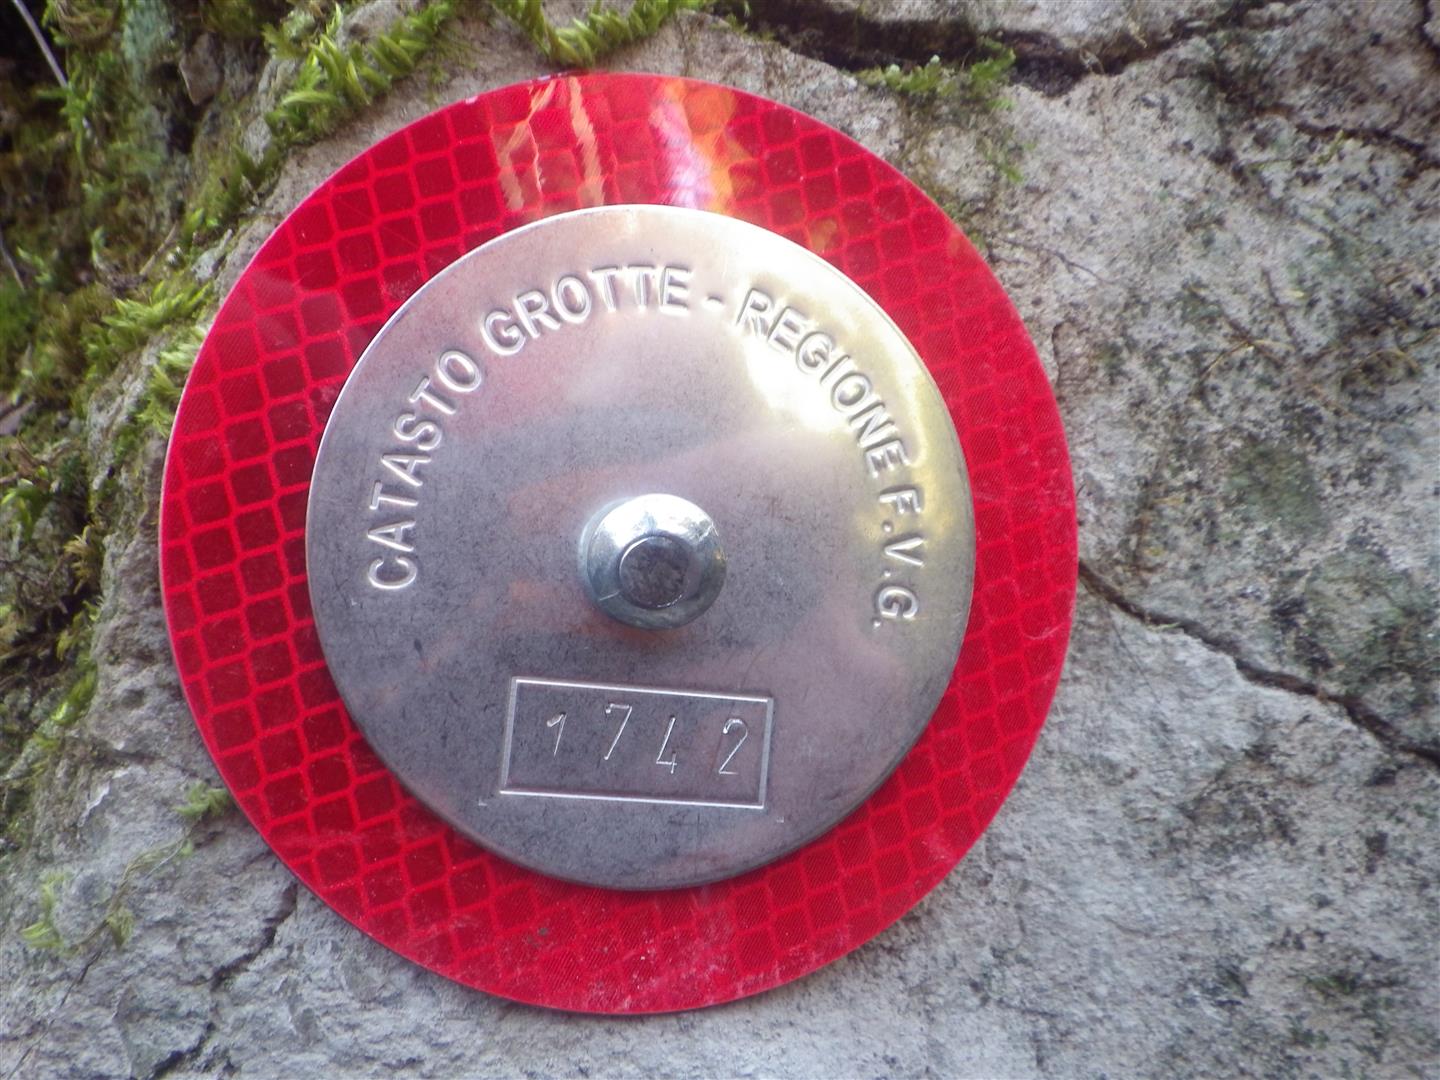 CATASTO GROTTE - REGIONE F.V.G.
1742